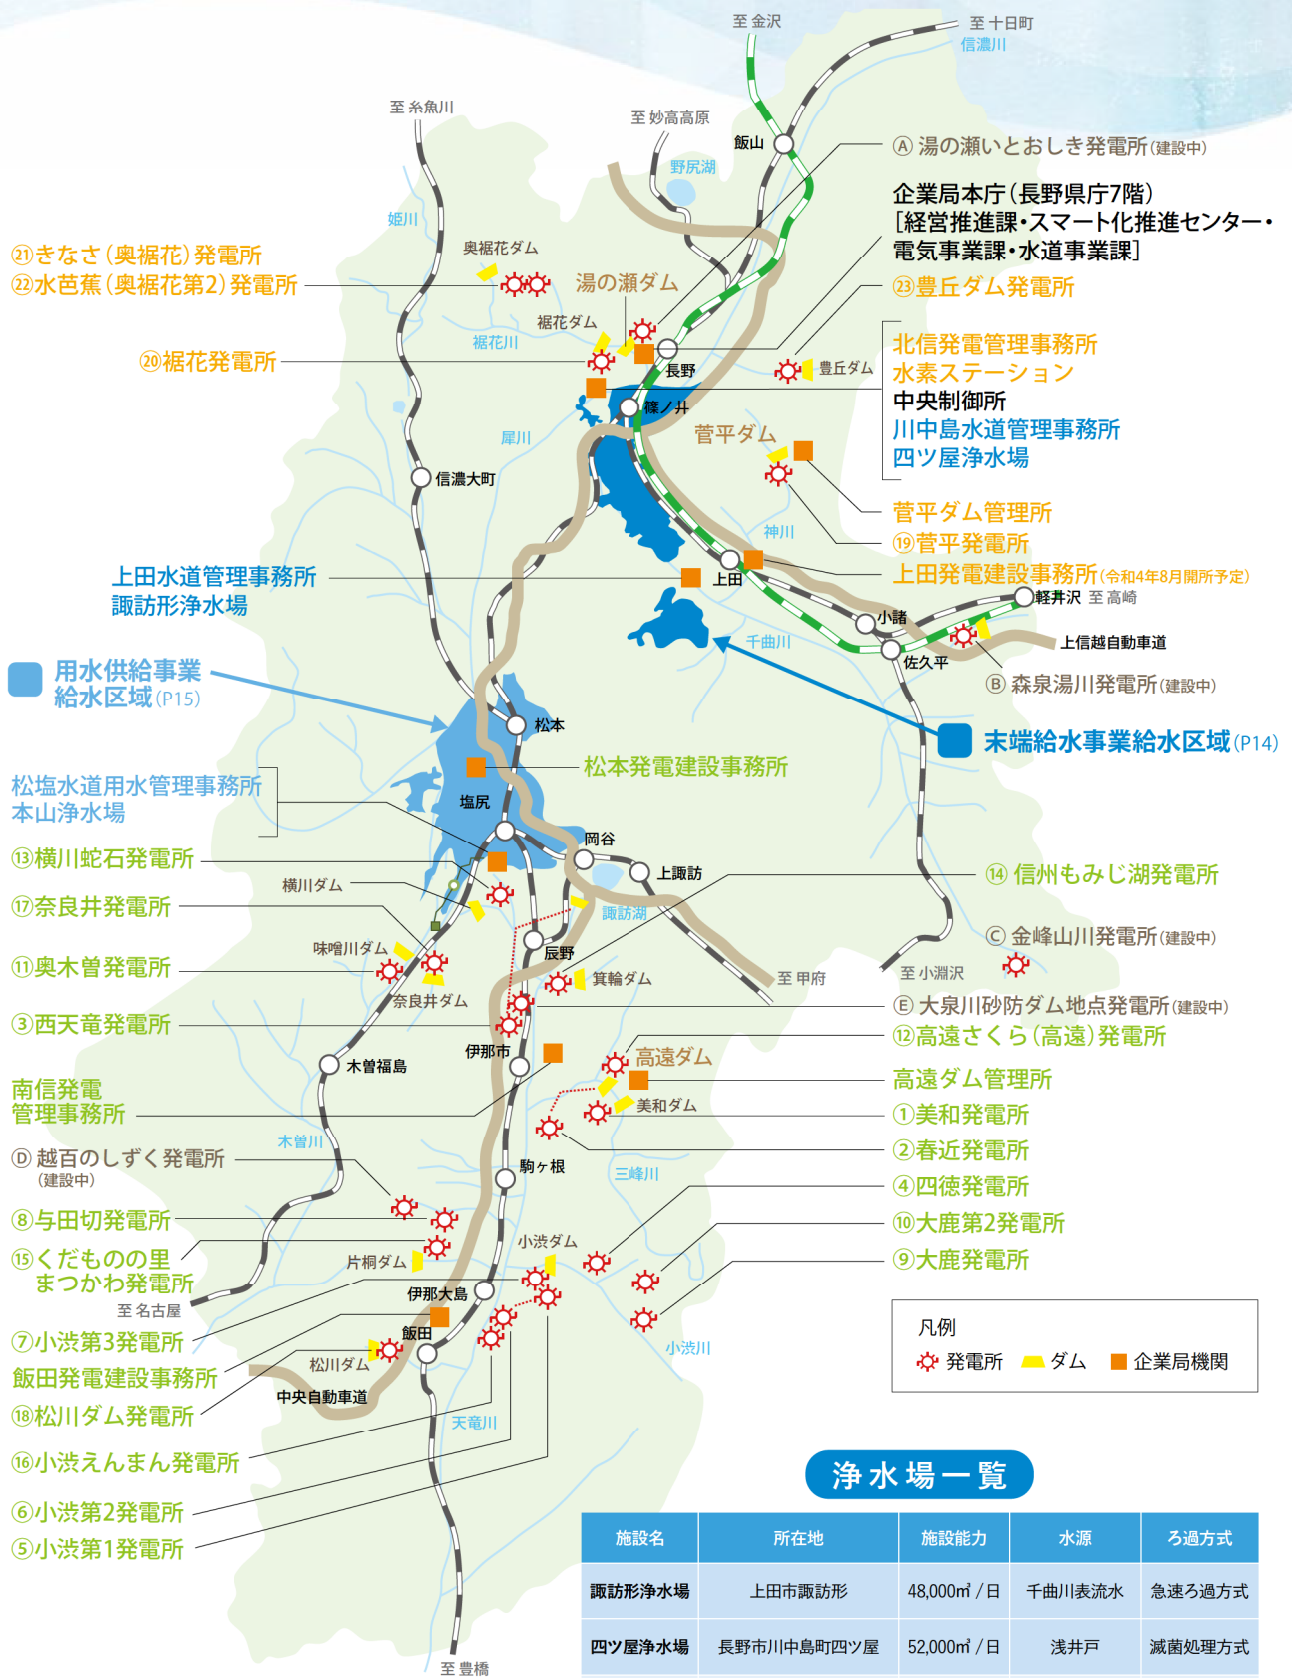 至 金沢
至 十日町
信濃川
至 糸魚川
至 妙高高原
飯山
野尻湖
Ⓐ 湯の瀬いとおしき発電所(建設中)
企業局本庁(長野県庁7階)
[経営推進課・スマート化推進センター・
電気事業課・水道事業課]
姫川
㉑きなさ(奥裾花)発電所
㉒水芭蕉(奥裾花第2)発電所
奥裾花ダム
湯の瀬ダム
㉓豊丘ダム発電所
裾花ダム
裾花川
⑳裾花発電所
長野
豊丘ダム
北信発電管理事務所
水素ステーション
中央制御所
川中島水道管理事務所
四ツ屋浄水場
篠ノ井
犀川
菅平ダム
信濃大町
菅平ダム管理所
神川
⑲菅平発電所
上田水道管理事務所
諏訪形浄水場
上田
上田発電建設事務所(令和4年8月開所予定)
軽井沢 至 高崎
小諸
千曲川
上信越自動車道
佐久平
用水供給事業
給水区域(P15)
Ⓑ 森泉湯川発電所(建設中)
松本
末端給水事業給水区域(P14)
松本発電建設事務所
松塩水道用水管理事務所
本山浄水場
塩尻
岡谷
上諏訪
⑬横川蛇石発電所
⑭ 信州もみじ湖発電所
横川ダム
諏訪湖
⑰奈良井発電所
Ⓒ 金峰山川発電所(建設中)
味噌川ダム
辰野
⑪奥木曽発電所
箕輪ダム
至 甲府
至 小淵沢
奈良井ダム
Ⓔ 大泉川砂防ダム地点発電所(建設中)
③西天竜発電所
⑫高遠さくら(高遠)発電所
伊那市
高遠ダム
木曽福島
高遠ダム管理所
南信発電
管理事務所
美和ダム
①美和発電所
木曽川
②春近発電所
Ⓓ 越百のしずく発電所
(建設中)
駒ヶ根
三峰川
④四徳発電所
⑧与田切発電所
⑩大鹿第2発電所
小渋ダム
⑮くだものの里
まつかわ発電所
片桐ダム
⑨大鹿発電所
伊那大島
至 名古屋
飯田
⑦小渋第3発電所
小渋川
松川ダム
飯田発電建設事務所
中央自動車道
⑱松川ダム発電所
天竜川
⑯小渋えんまん発電所
⑥小渋第2発電所
⑤小渋第1発電所
至 豊橋
凡例
発電所 ダム 企業局機関
浄水場一覧
施設名 所在地 施設能力 水源 ろ過方式
諏訪形浄水場 上田市諏訪形 48,000㎥/日 千曲川表流水 急速ろ過方式
四ツ屋浄水場 長野市川中島町四ツ屋 52,000㎥/日 浅井戸 滅菌処理方式